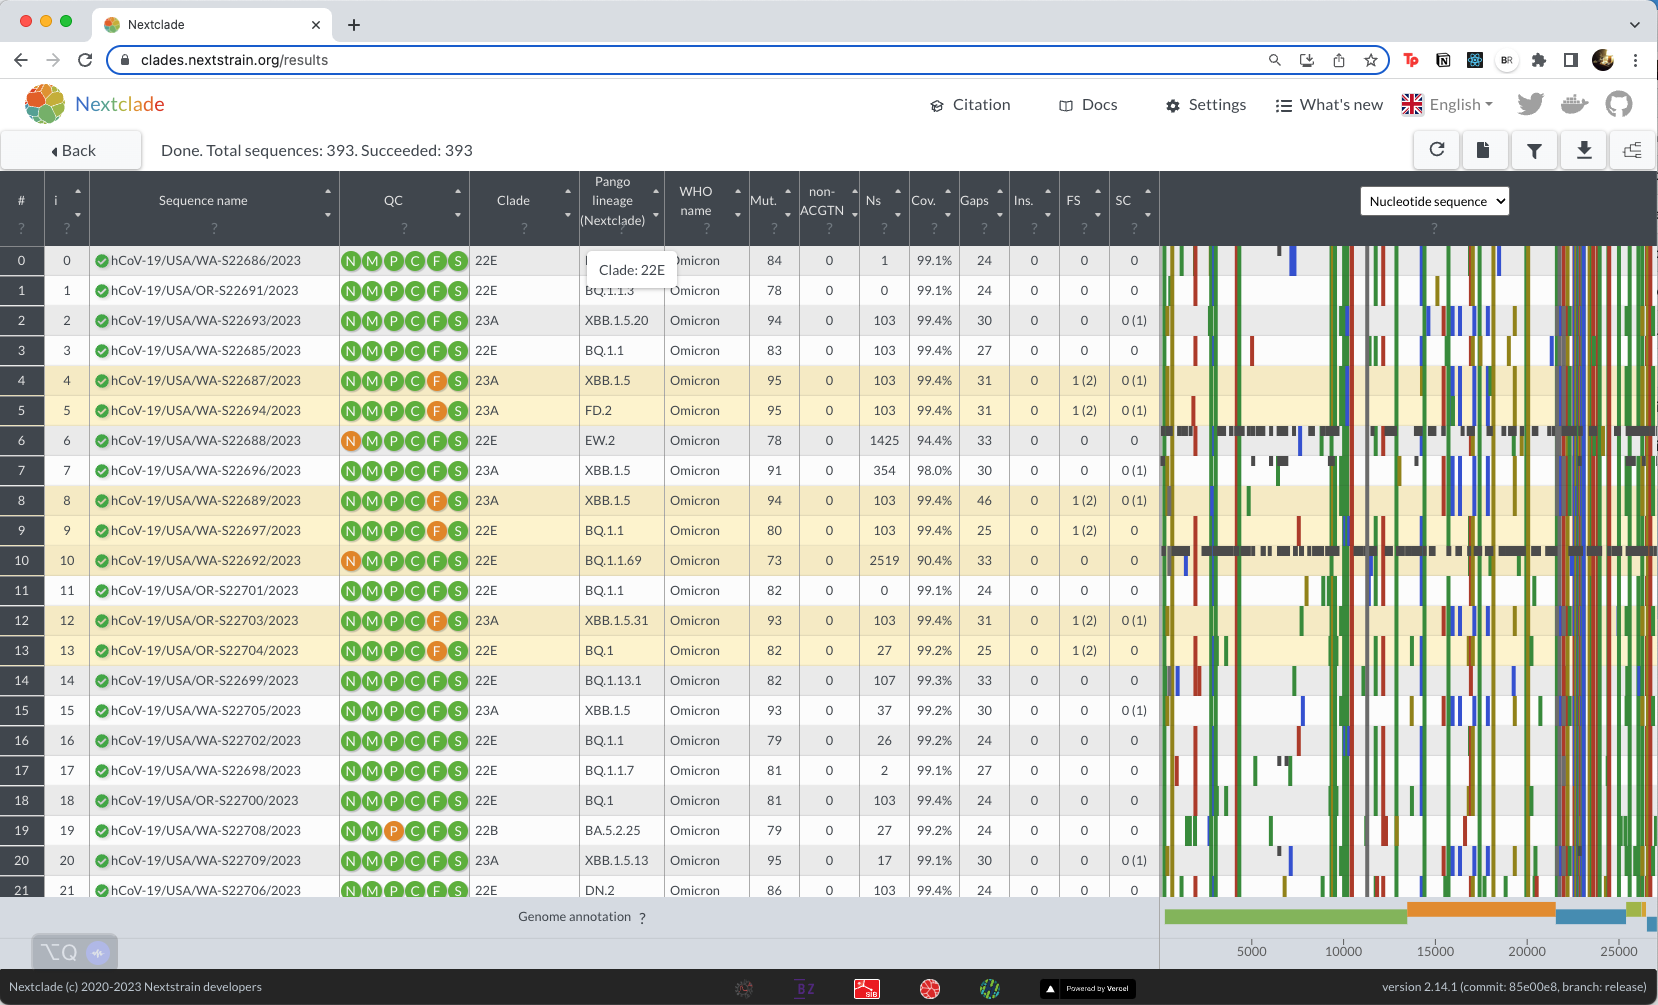 Nextclade
clades.nextstrain.org/results
Nextclade
Citation Docs Settings What's new English
Back Done. Total sequences: 393. Succeeded: 393
# i Sequence name QC Clade Pango lineage (Nextclade) WHO name Mut. non-ACGTN Ns Cov. Gaps Ins. FS SC Nucleotide sequence
? ? ? ? ? ? ? ? ? ? ? ? ? ? ? ?
0 0 hCoV-19/USA/WA-S22686/2023 N M P C F S 22E Omicron 84 0 1 99.1% 24 0 0 0
Clade: 22E
1 1 hCoV-19/USA/OR-S22691/2023 N M P C F S 22E BQ.1.1.3 Omicron 78 0 0 99.1% 24 0 0 0
2 2 hCoV-19/USA/WA-S22693/2023 N M P C F S 23A XBB.1.5.20 Omicron 94 0 103 99.4% 30 0 0 0 (1)
3 3 hCoV-19/USA/WA-S22685/2023 N M P C F S 22E BQ.1.1 Omicron 83 0 103 99.4% 27 0 0 0
4 4 hCoV-19/USA/WA-S22687/2023 N M P C F S 23A XBB.1.5 Omicron 95 0 103 99.4% 31 0 1 (2) 0 (1)
5 5 hCoV-19/USA/WA-S22694/2023 N M P C F S 23A FD.2 Omicron 95 0 103 99.4% 31 0 1 (2) 0 (1)
6 6 hCoV-19/USA/WA-S22688/2023 N M P C F S 22E EW.2 Omicron 78 0 1425 94.4% 33 0 0 0
7 7 hCoV-19/USA/WA-S22696/2023 N M P C F S 23A XBB.1.5 Omicron 91 0 354 98.0% 30 0 0 0 (1)
8 8 hCoV-19/USA/WA-S22689/2023 N M P C F S 23A XBB.1.5 Omicron 94 0 103 99.4% 46 0 1 (2) 0 (1)
9 9 hCoV-19/USA/WA-S22697/2023 N M P C F S 22E BQ.1.1 Omicron 80 0 103 99.4% 25 0 1 (2) 0
10 10 hCoV-19/USA/WA-S22692/2023 N M P C F S 22E BQ.1.1.69 Omicron 73 0 2519 90.4% 33 0 0 0
11 11 hCoV-19/USA/OR-S22701/2023 N M P C F S 22E BQ.1.1 Omicron 82 0 0 99.1% 24 0 0 0
12 12 hCoV-19/USA/OR-S22703/2023 N M P C F S 23A XBB.1.5.31 Omicron 93 0 103 99.4% 31 0 1 (2) 0 (1)
13 13 hCoV-19/USA/OR-S22704/2023 N M P C F S 22E BQ.1 Omicron 82 0 27 99.2% 25 0 1 (2) 0
14 14 hCoV-19/USA/OR-S22699/2023 N M P C F S 22E BQ.1.13.1 Omicron 82 0 107 99.3% 33 0 0 0
15 15 hCoV-19/USA/WA-S22705/2023 N M P C F S 23A XBB.1.5 Omicron 93 0 37 99.2% 30 0 0 0 (1)
16 16 hCoV-19/USA/WA-S22702/2023 N M P C F S 22E BQ.1.1 Omicron 79 0 26 99.2% 24 0 0 0
17 17 hCoV-19/USA/WA-S22698/2023 N M P C F S 22E BQ.1.1.7 Omicron 81 0 2 99.1% 27 0 0 0
18 18 hCoV-19/USA/OR-S22700/2023 N M P C F S 22E BQ.1 Omicron 81 0 103 99.4% 24 0 0 0
19 19 hCoV-19/USA/WA-S22708/2023 N M P C F S 22B BA.5.2.25 Omicron 79 0 27 99.2% 24 0 0 0
20 20 hCoV-19/USA/WA-S22709/2023 N M P C F S 23A XBB.1.5.13 Omicron 95 0 17 99.1% 30 0 0 0 (1)
21 21 hCoV-19/USA/WA-S22706/2023 N M P C F S 22E DN.2 Omicron 86 0 103 99.4% 24 0 0 0
Genome annotation ?
⌥Q
5000 10000 15000 20000 25000
Nextclade (c) 2020-2023 Nextstrain developers BZ SIB Powered by Vercel version 2.14.1 (commit: 85e00e8, branch: release)